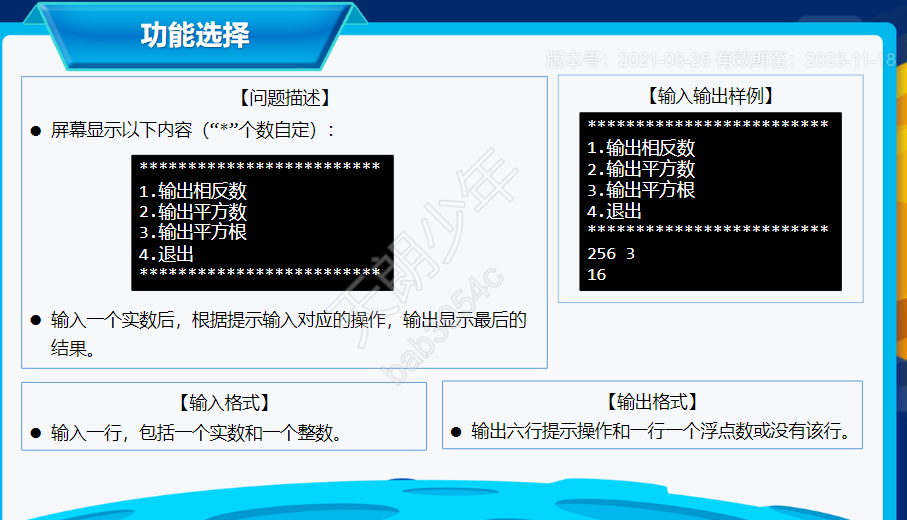 功能选择
版本号：2021-08-25 有效期至：2023-11-18
【问题描述】
● 屏幕显示以下内容（“*”个数自定）：
*************************
1.输出相反数
2.输出平方数
3.输出平方根
4.退出
*************************
● 输入一个实数后，根据提示输入对应的操作，输出显示最后的
结果。
【输入输出样例】
*************************
1.输出相反数
2.输出平方数
3.输出平方根
4.退出
*************************
256 3
16
【输入格式】
● 输入一行，包括一个实数和一个整数。
【输出格式】
● 输出六行提示操作和一行一个浮点数或没有该行。
天朗少年